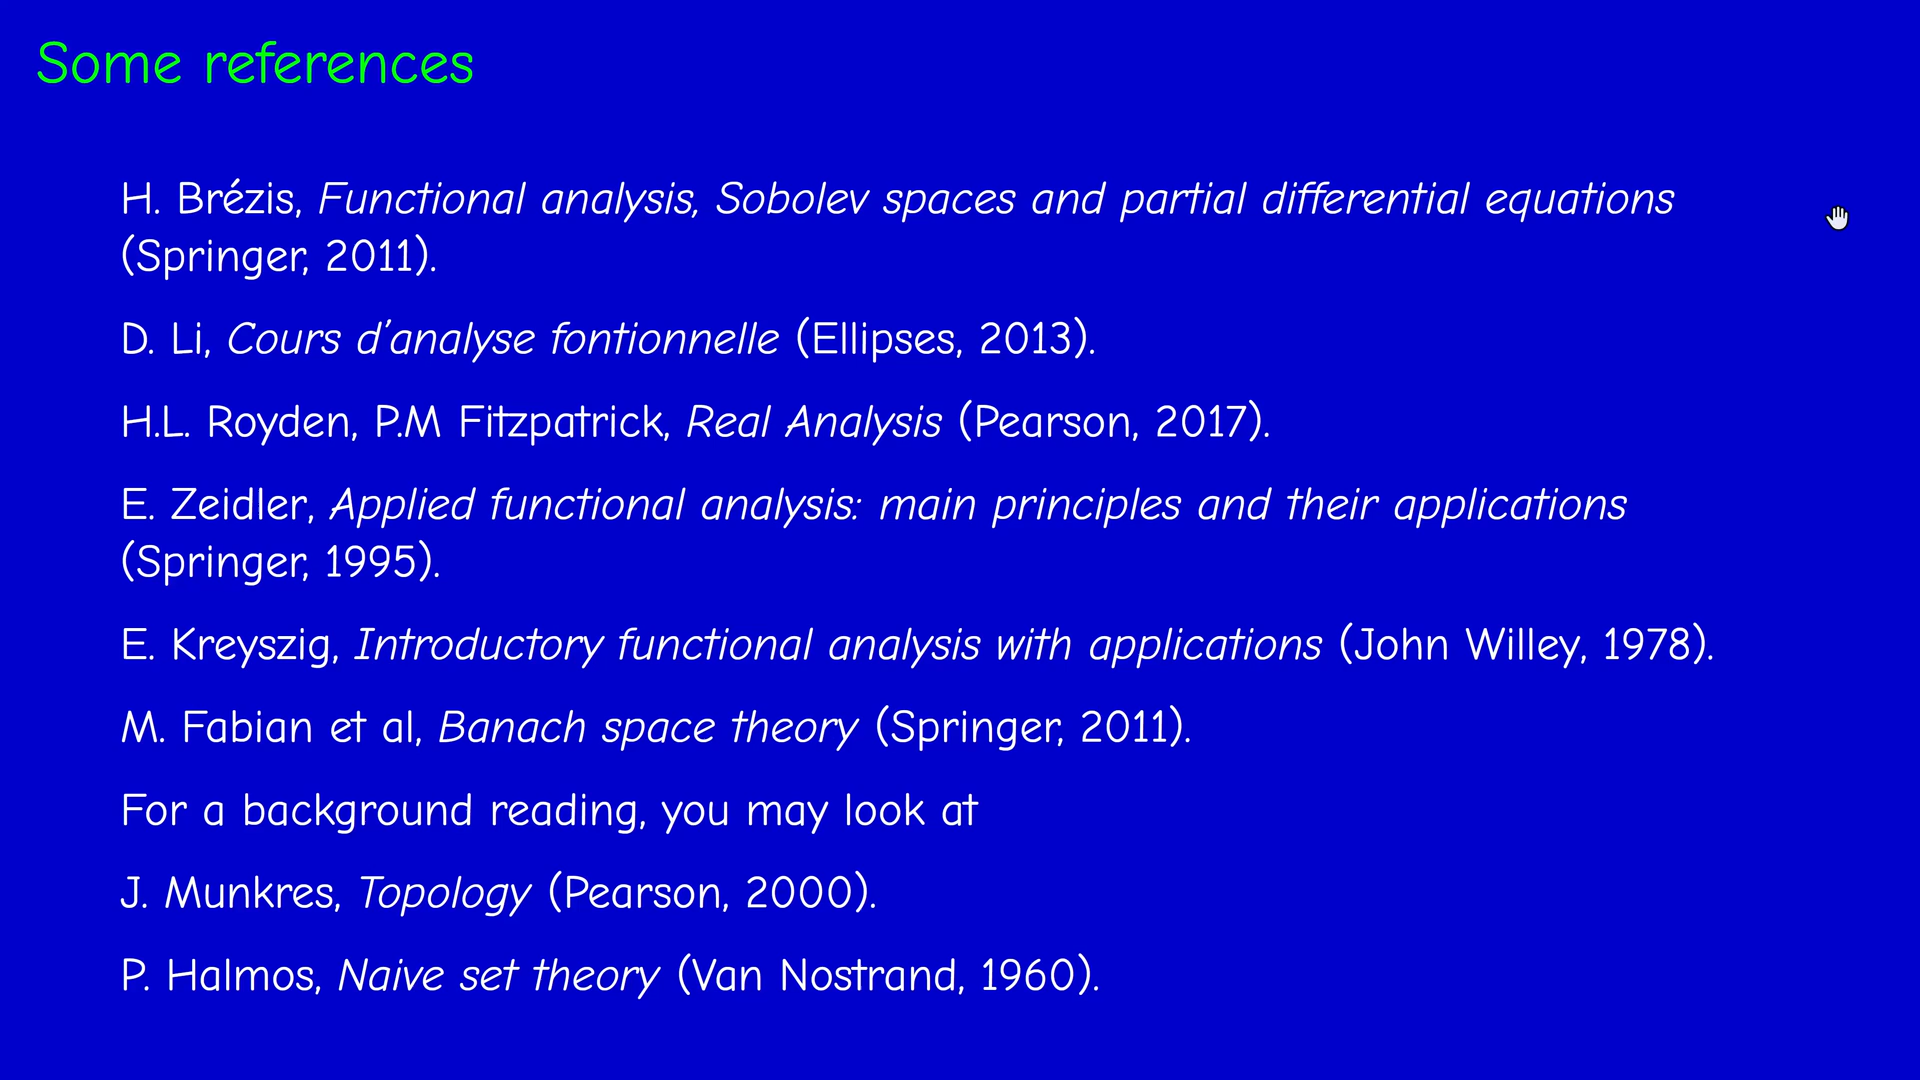 Some references
H. Brézis, Functional analysis, Sobolev spaces and partial differential equations
(Springer, 2011).
D. Li, Cours d'analyse fontionnelle (Ellipses, 2013).
H.L. Royden, P.M Fitzpatrick, Real Analysis (Pearson, 2017).
E. Zeidler, Applied functional analysis: main principles and their applications
(Springer, 1995).
E. Kreyszig, Introductory functional analysis with applications (John Willey, 1978).
M. Fabian et al, Banach space theory (Springer, 2011).
For a background reading, you may look at
J. Munkres, Topology (Pearson, 2000).
P. Halmos, Naive set theory (Van Nostrand, 1960).